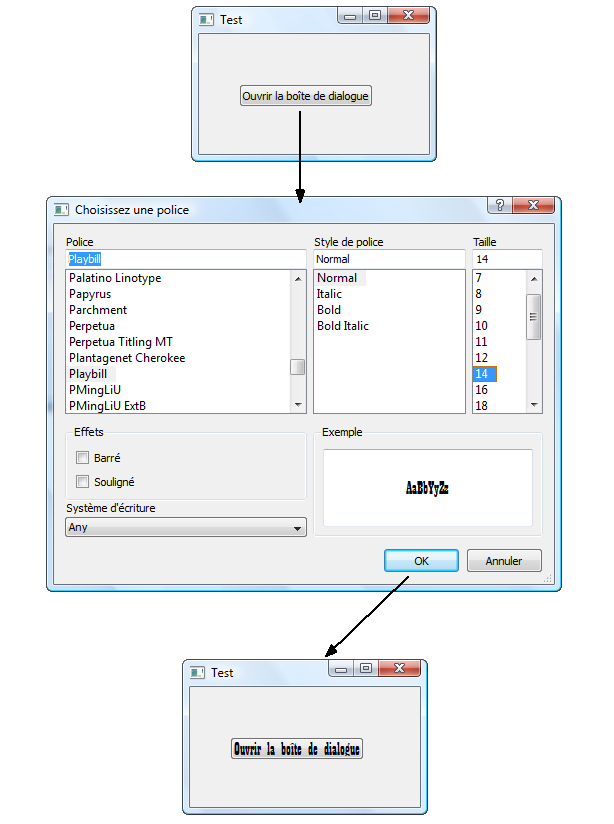 Test
Ouvrir la boîte de dialogue
Choisissez une police
Police
Style de police
Taille
Playbill
Normal
14
Palatino Linotype
Papyrus
Parchment
Perpetua
Perpetua Titling MT
Plantagenet Cherokee
Playbill
PMingLiU
PMingLiU ExtB
Normal
Italic
Bold
Bold Italic
7
8
9
10
11
12
14
16
18
Effets
Barré
Souligné
Système d'écriture
Any
Exemple
AaBbYyZz
OK
Annuler
Test
Ouvrir la boîte de dialogue